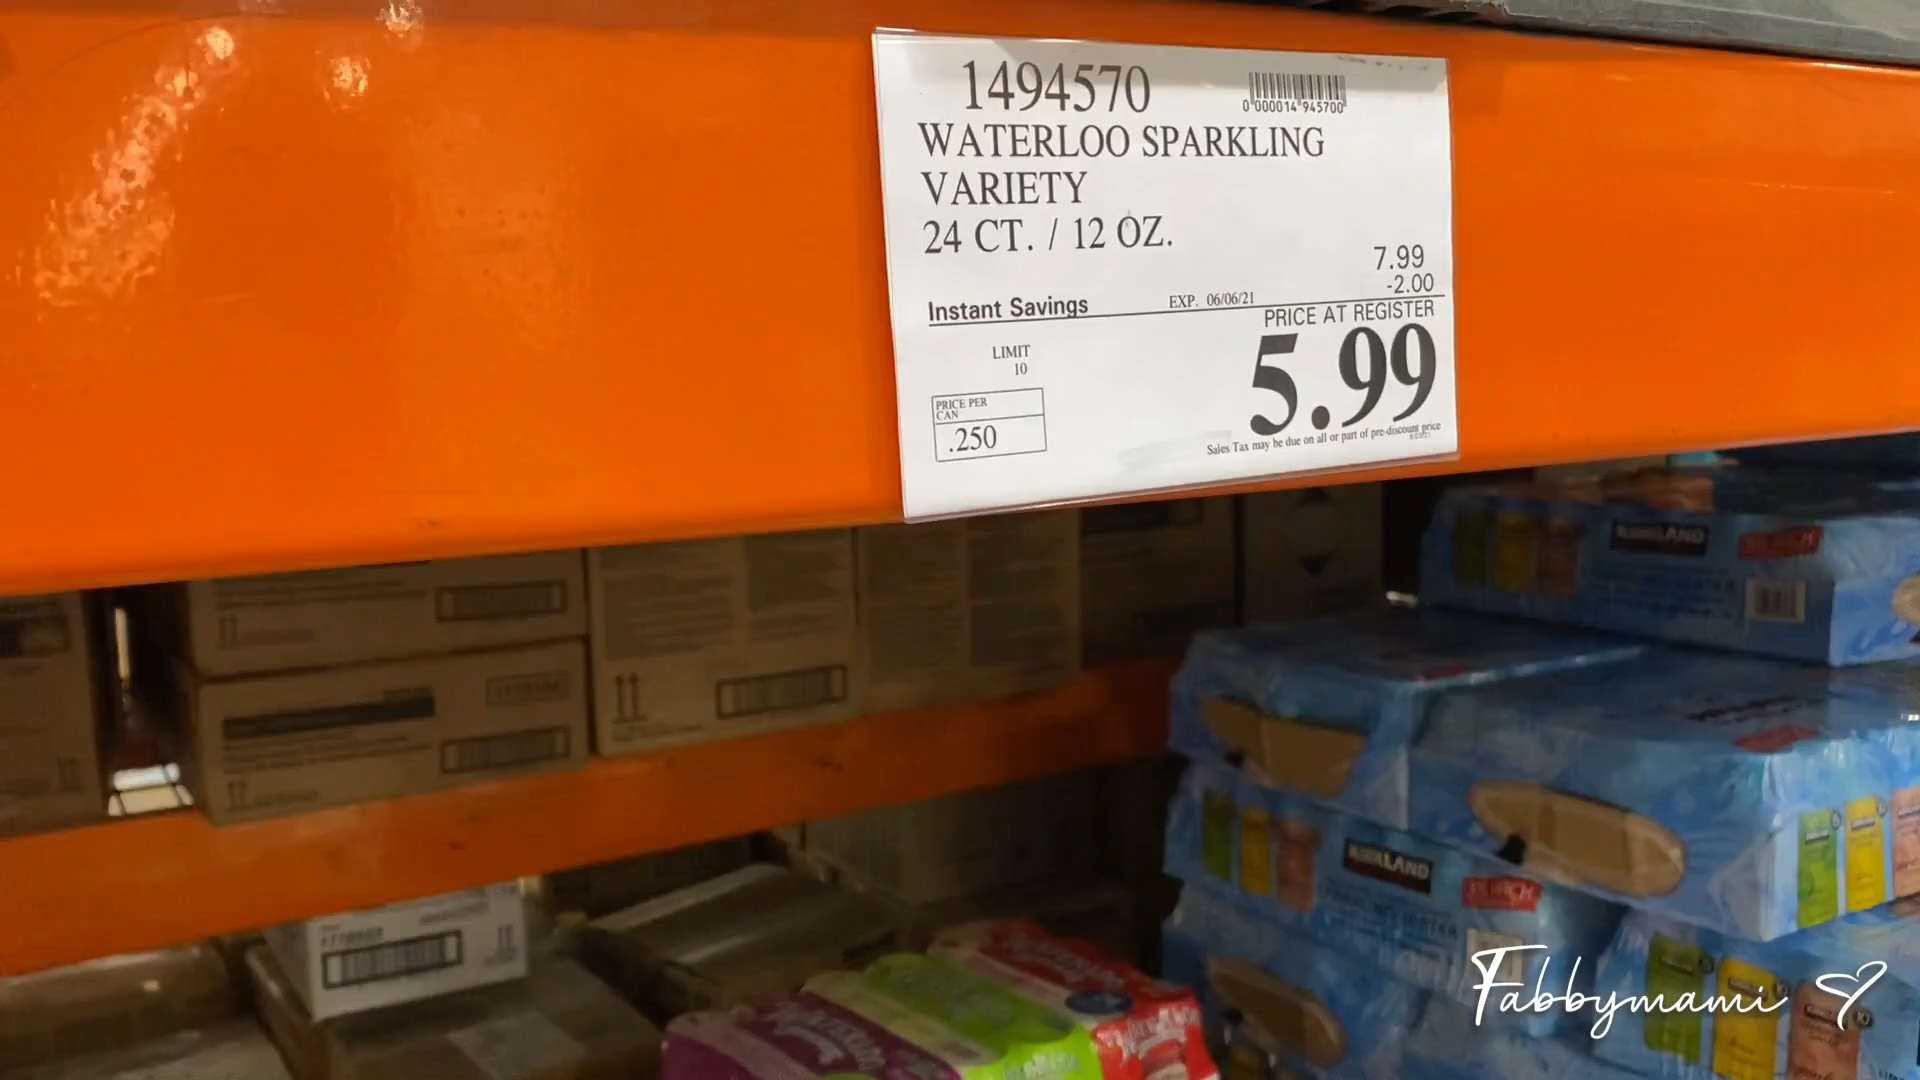 1494570
0 000014 945700
WATERLOO SPARKLING
VARIETY
24 CT. / 12 OZ.
7.99
-2.00
Instant Savings
EXP. 06/06/21
PRICE AT REGISTER
5.99
LIMIT
10
PRICE PER
CAN
.250
Sales Tax may be due on all or part of pre-discount price
KIRKLAND
KIRKLAND
Fabbymami